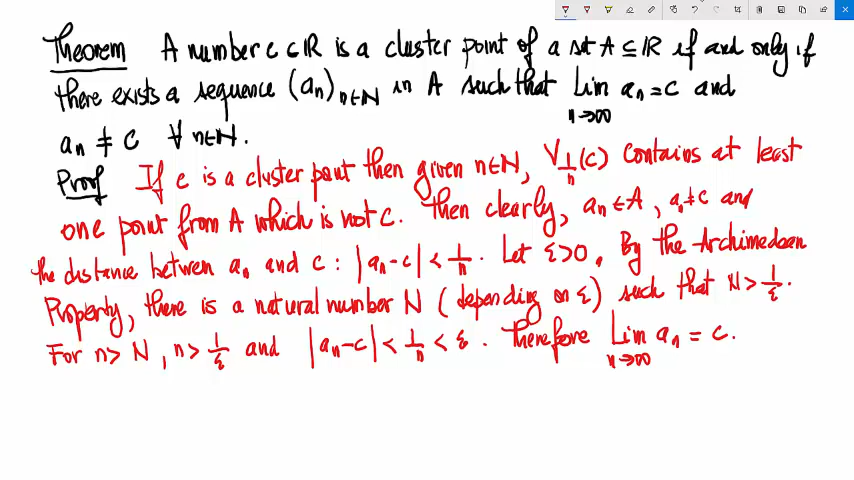 Theorem A number c ∈ ℝ is a cluster point of a set A ⊆ ℝ if and only if
there exists a sequence (aₙ)ₙ∈ℕ in A such that lim n→∞ aₙ = c and
aₙ ≠ c ∀ n∈ℕ.
Proof If c is a cluster point then given n∈ℕ, V_{1/n}(c) contains at least
one point from A which is not c. Then clearly, aₙ∈A, aₙ≠c and
the distance between aₙ and c : |aₙ-c| < 1/n. Let ε>0, By the Archimedean
Property, there is a natural number N (depending on ε) such that N > 1/ε.
For n > N, n > 1/ε and |aₙ-c| < 1/n < ε. Therefore lim n→∞ aₙ = c.